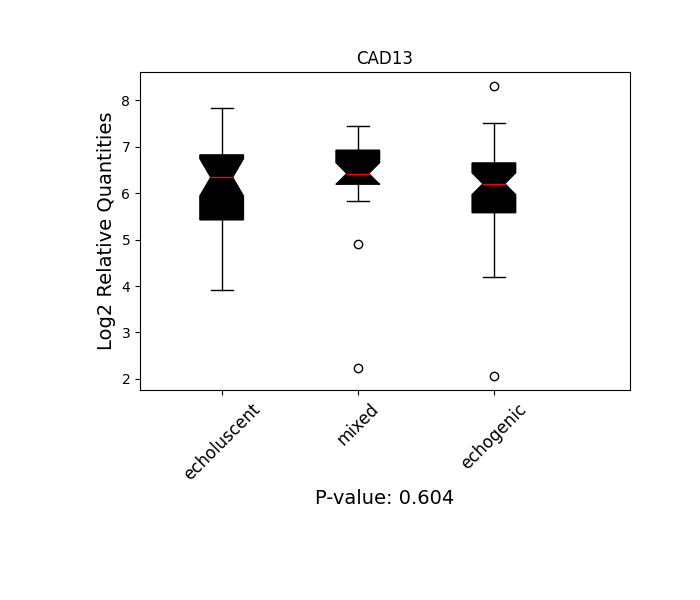 CAD13
Log2 Relative Quantities
8
7
6
5
4
3
2
echoluscent
mixed
echogenic
P-value: 0.604